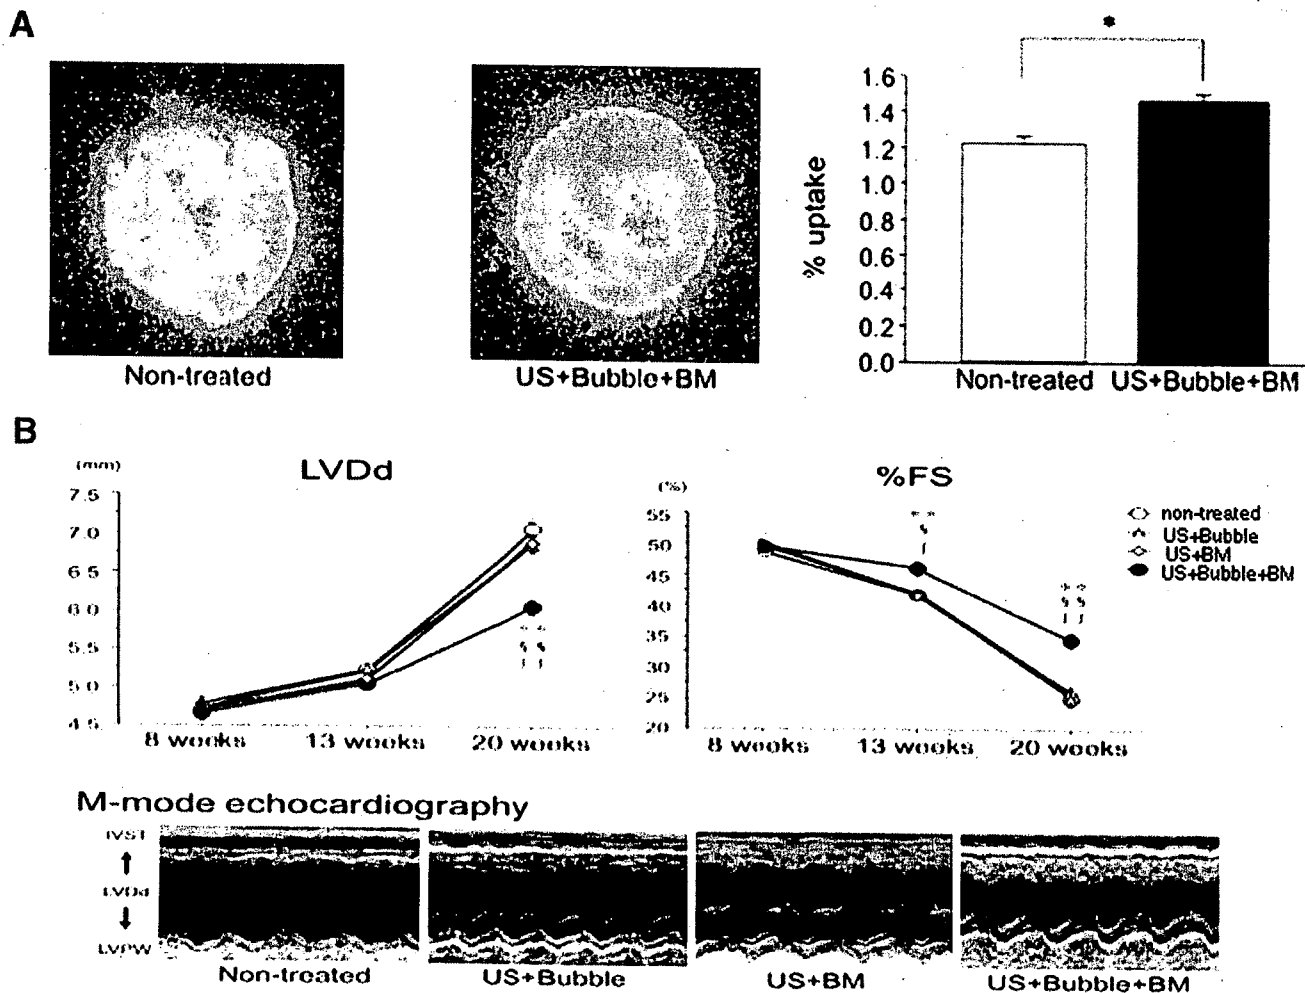 A
*
1.6
1.4
1.2
1.0
0.8
0.6
0.4
0.2
0.0
% uptake
Non-treated
US+Bubble+BM
Non-treated US+Bubble+BM
B
(mm)
LVDd
7.5
7.0
6.5
6.0
5.5
5.0
4.5
8 weeks 13 weeks 20 weeks
(%)
%FS
55
50
45
40
35
30
25
20
8 weeks 13 weeks 20 weeks
non-treated
US+Bubble
US+BM
US+Bubble+BM
M-mode echocardiography
IVST
LVDd
LVPW
Non-treated US+Bubble US+BM US+Bubble+BM